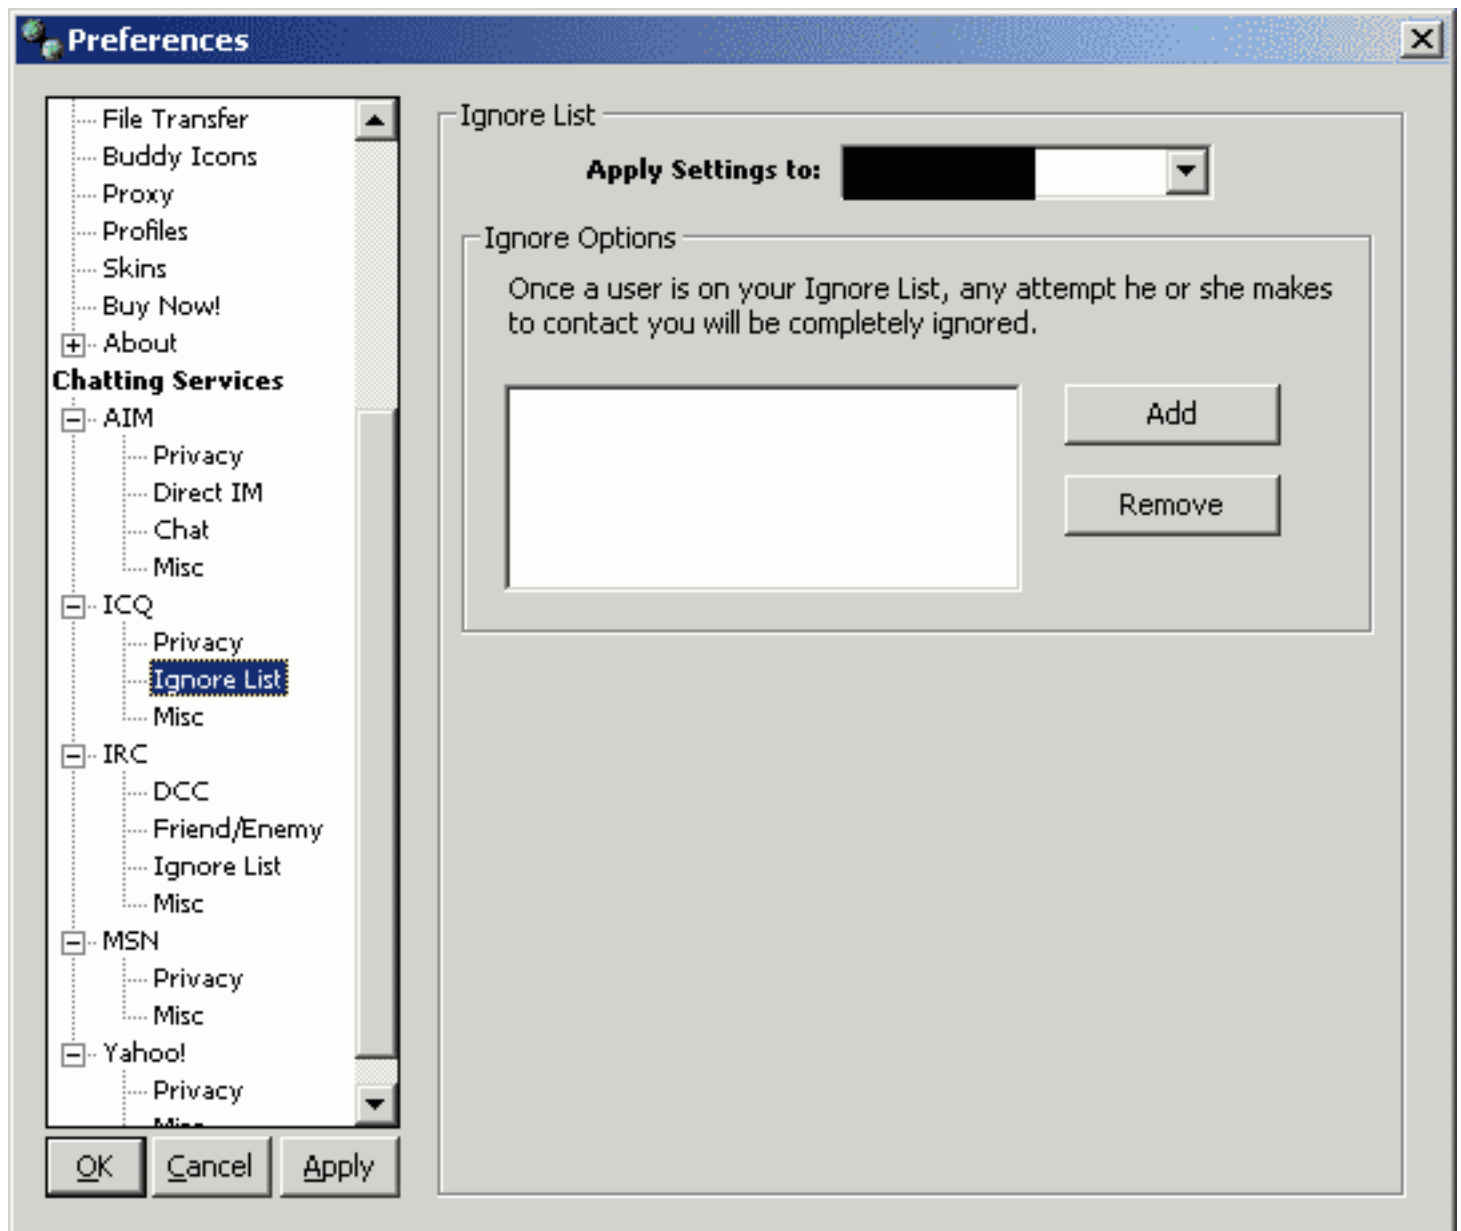 Preferences
File Transfer
Buddy Icons
Proxy
Profiles
Skins
Buy Now!
About
Chatting Services
AIM
Privacy
Direct IM
Chat
Misc
ICQ
Privacy
Ignore List
Misc
IRC
DCC
Friend/Enemy
Ignore List
Misc
MSN
Privacy
Misc
Yahoo!
Privacy
Misc
OK
Cancel
Apply
Ignore List
Apply Settings to:
Ignore Options
Once a user is on your Ignore List, any attempt he or she makes
to contact you will be completely ignored.
Add
Remove